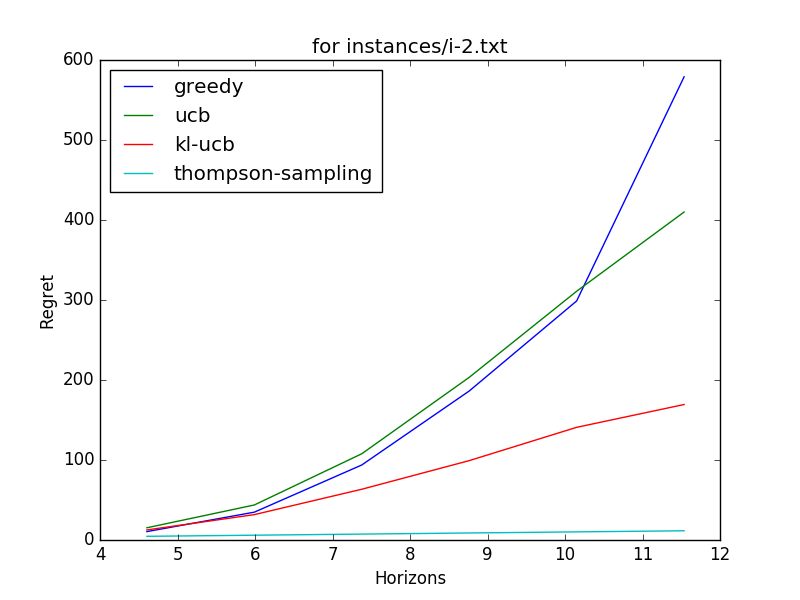 for instances/i-2.txt
600
500
400
300
200
100
0
Regret
greedy
ucb
kl-ucb
thompson-sampling
4 5 6 7 8 9 10 11 12
Horizons